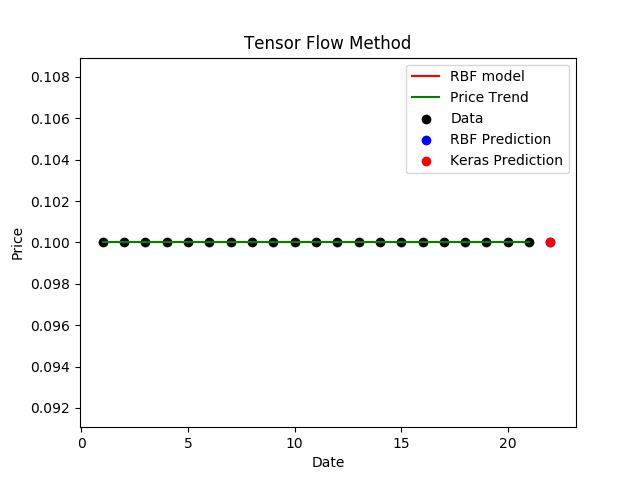 Tensor Flow Method
RBF model
Price Trend
Data
RBF Prediction
Keras Prediction
0.108
0.106
0.104
0.102
0.100
0.098
0.096
0.094
0.092
Price
0
5
10
15
20
Date